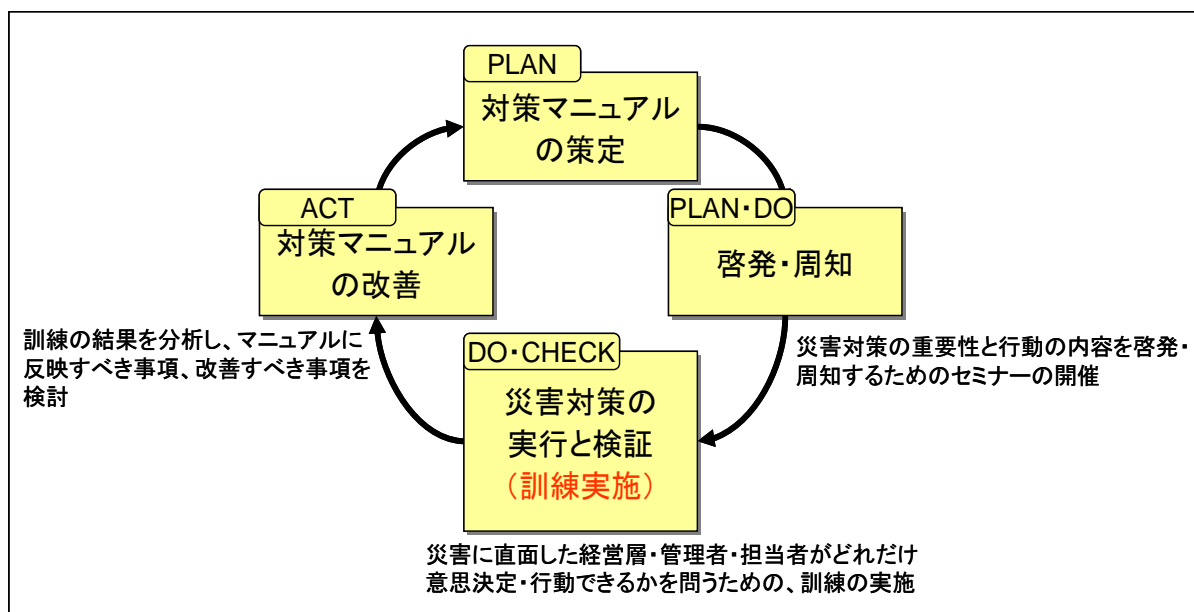 PLAN
対策マニュアル
の策定
PLAN・DO
啓発・周知
災害対策の重要性と行動の内容を啓発・
周知するためのセミナーの開催
DO・CHECK
災害対策の
実行と検証
（訓練実施）
災害に直面した経営層・管理者・担当者がどれだけ
意思決定・行動できるかを問うための、訓練の実施
ACT
対策マニュアル
の改善
訓練の結果を分析し、マニュアルに
反映すべき事項、改善すべき事項を
検討